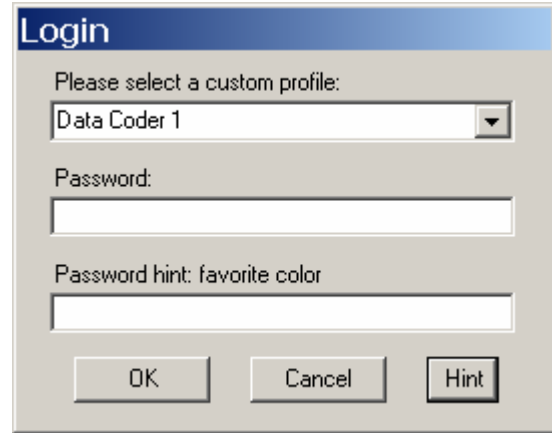 Login
Please select a custom profile:
Data Coder 1
Password:
Password hint: favorite color
OK Cancel Hint